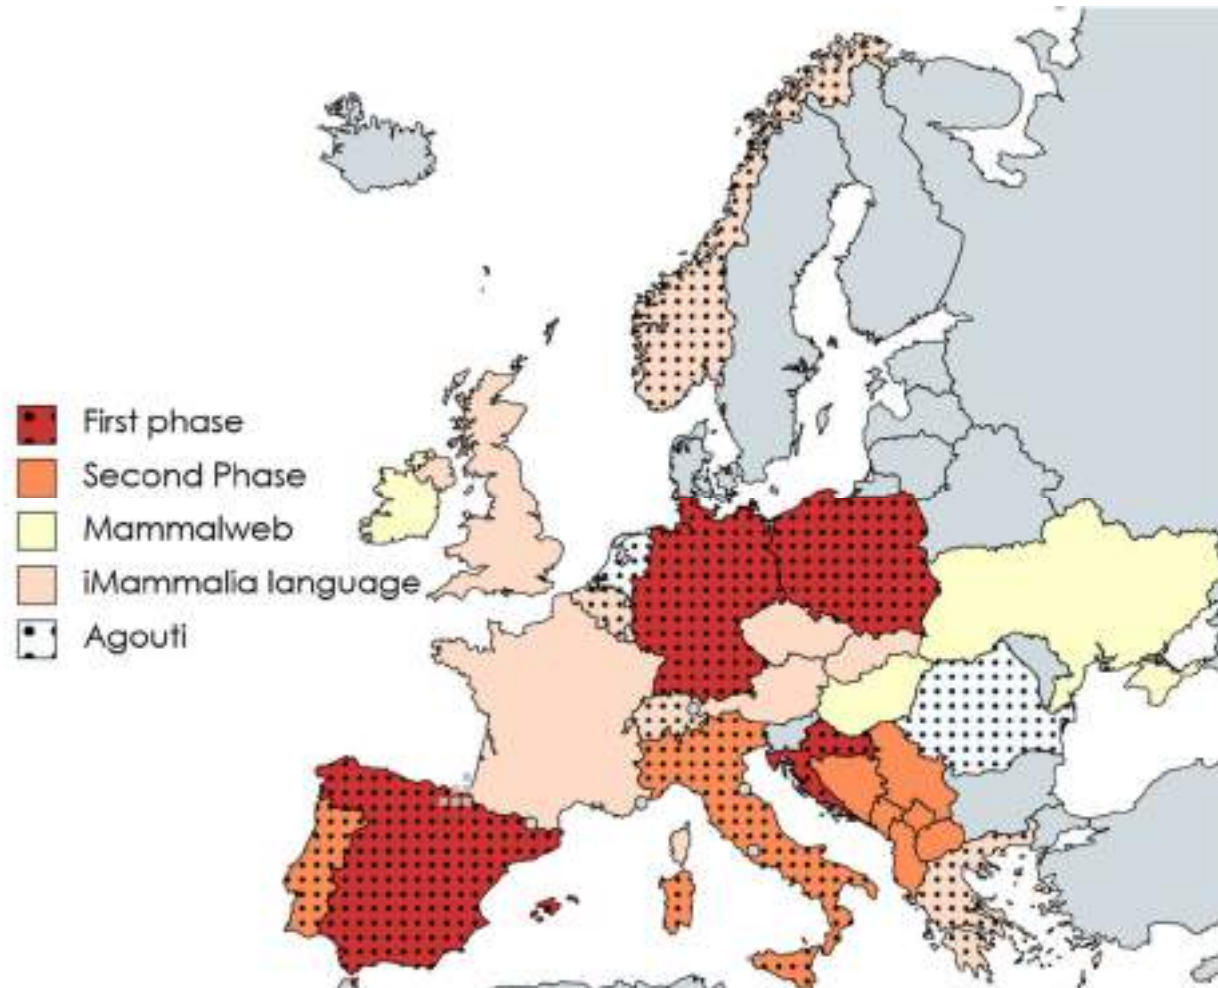 First phase
Second Phase
Mammalweb
iMammalia language
Agouti